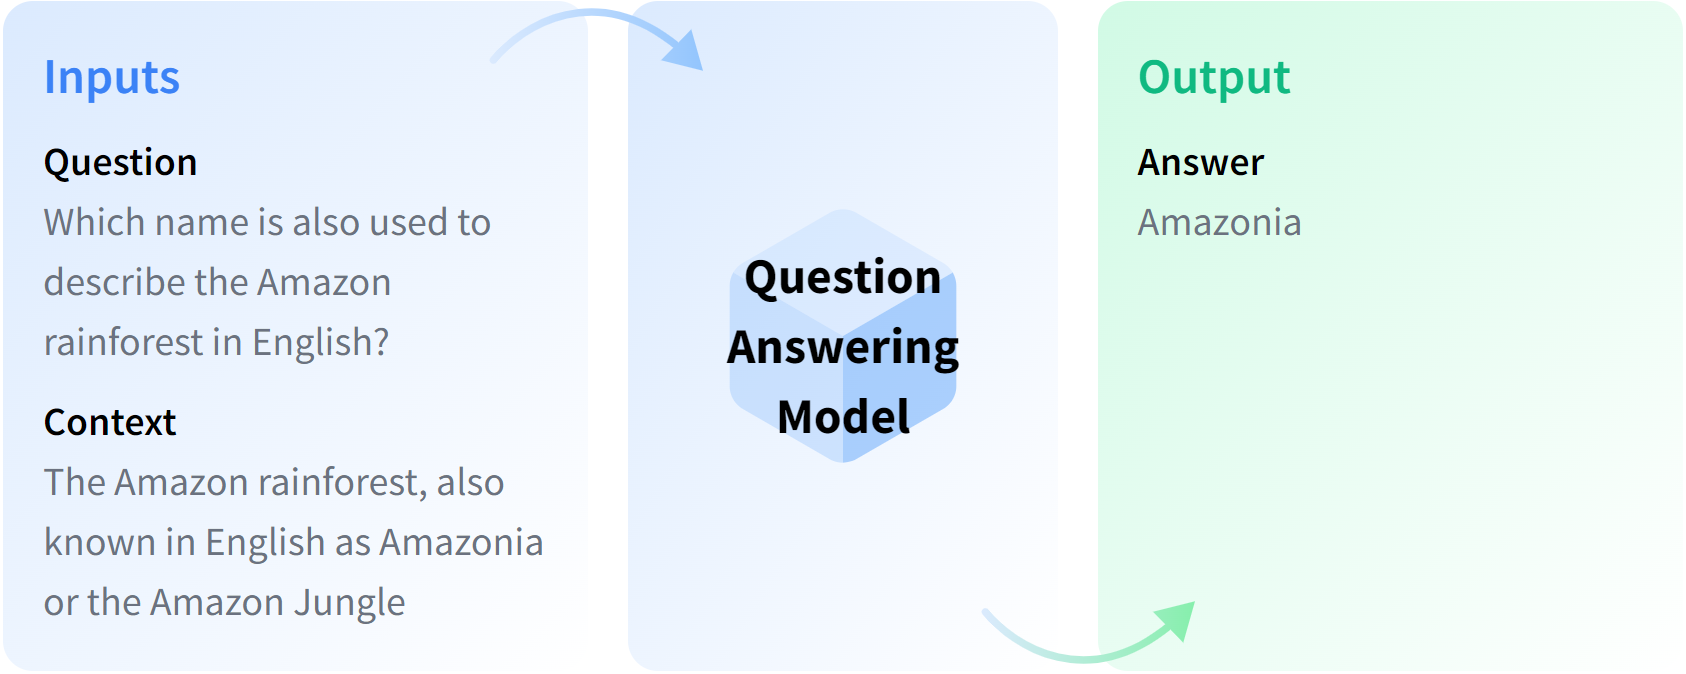 Inputs
Question
Which name is also used to
describe the Amazon
rainforest in English?
Context
The Amazon rainforest, also
known in English as Amazonia
or the Amazon Jungle
Question
Answering
Model
Output
Answer
Amazonia